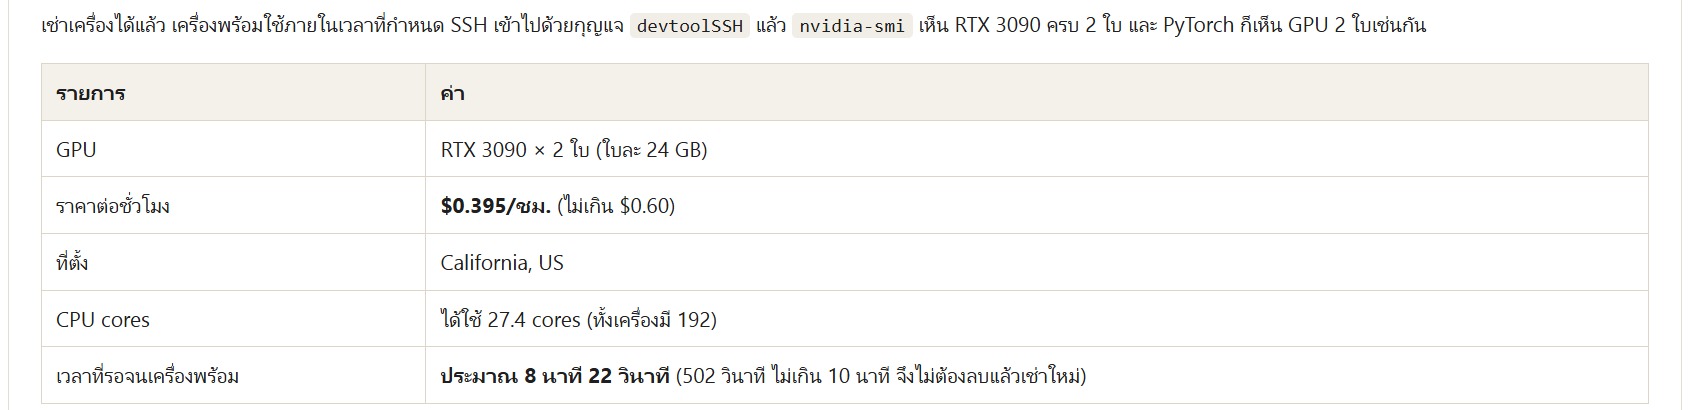 เช่าเครื่องได้แล้ว เครื่องพร้อมใช้ภายในเวลาที่กำหนด SSH เข้าไปด้วยกุญแจ devtoolSSH แล้ว nvidia-smi เห็น RTX 3090 ครบ 2 ใบ และ PyTorch ก็เห็น GPU 2 ใบเช่นกัน
รายการ ค่า
GPU RTX 3090 × 2 ใบ (ใบละ 24 GB)
ราคาต่อชั่วโมง $0.395/ชม. (ไม่เกิน $0.60)
ที่ตั้ง California, US
CPU cores ได้ใช้ 27.4 cores (ทั้งเครื่องมี 192)
เวลาที่รอจนเครื่องพร้อม ประมาณ 8 นาที 22 วินาที (502 วินาที ไม่เกิน 10 นาที จึงไม่ต้องลบแล้วเช่าใหม่)